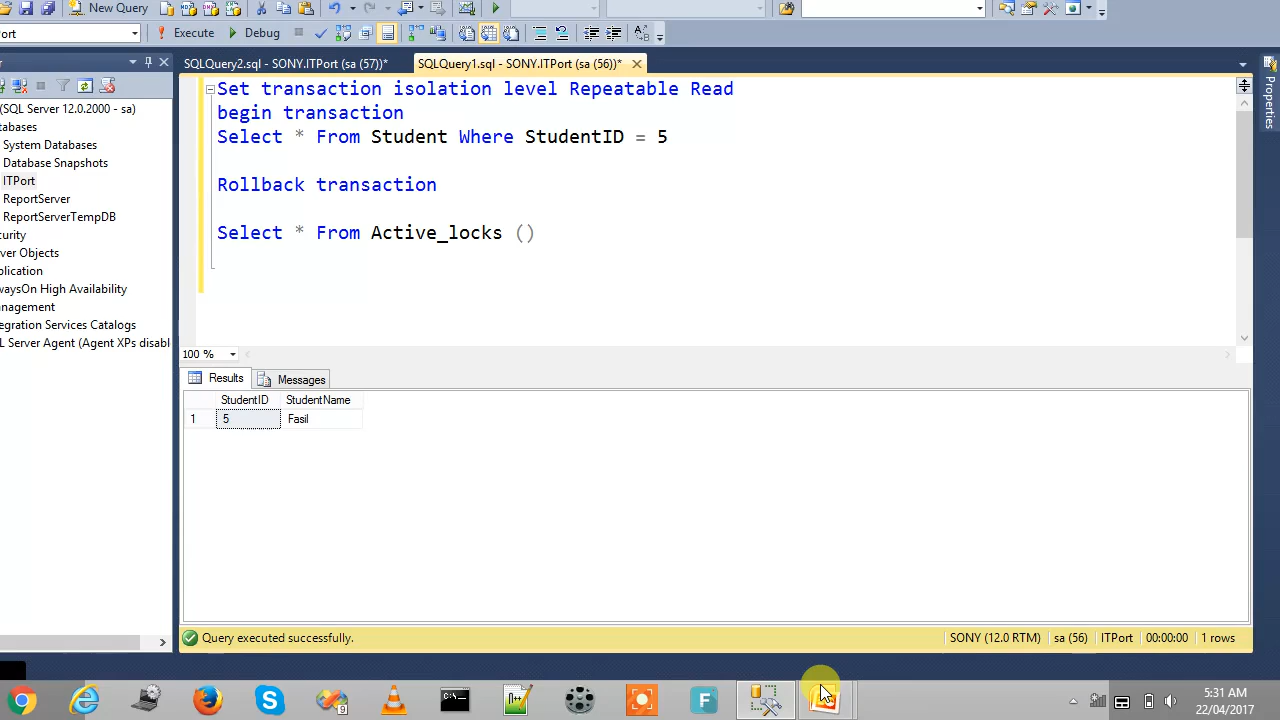 New Query
ort
Execute
Debug
SQLQuery2.sql - SONY.ITPort (sa (57))*
SQLQuery1.sql - SONY.ITPort (sa (56))*
Properties
r
(SQL Server 12.0.2000 - sa)
tabases
System Databases
Database Snapshots
ITPort
ReportServer
ReportServerTempDB
curity
rver Objects
plication
waysOn High Availability
nagement
egration Services Catalogs
L Server Agent (Agent XPs disabl
Set transaction isolation level Repeatable Read
begin transaction
Select * From Student Where StudentID = 5
Rollback transaction
Select * From Active_locks ()
100 %
Results
Messages
StudentID StudentName
1 5 Fasil
Query executed successfully.
SONY (12.0 RTM) sa (56) ITPort 00:00:00 1 rows
5:31 AM
22/04/2017